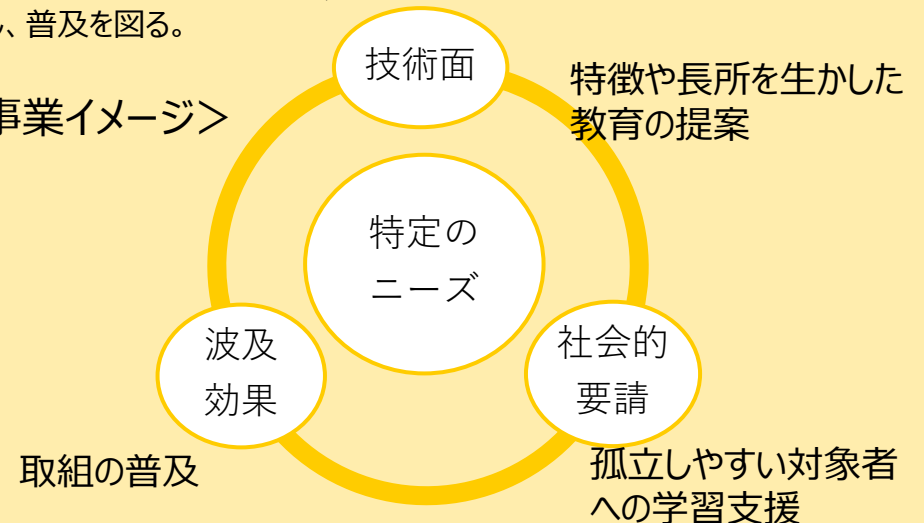 、普及を図る。
事業イメージ＞
技術面
特徴や長所を生かした
教育の提案
特定の
ニーズ
波及
効果
社会的
要請
取組の普及
孤立しやすい対象者
への学習支援